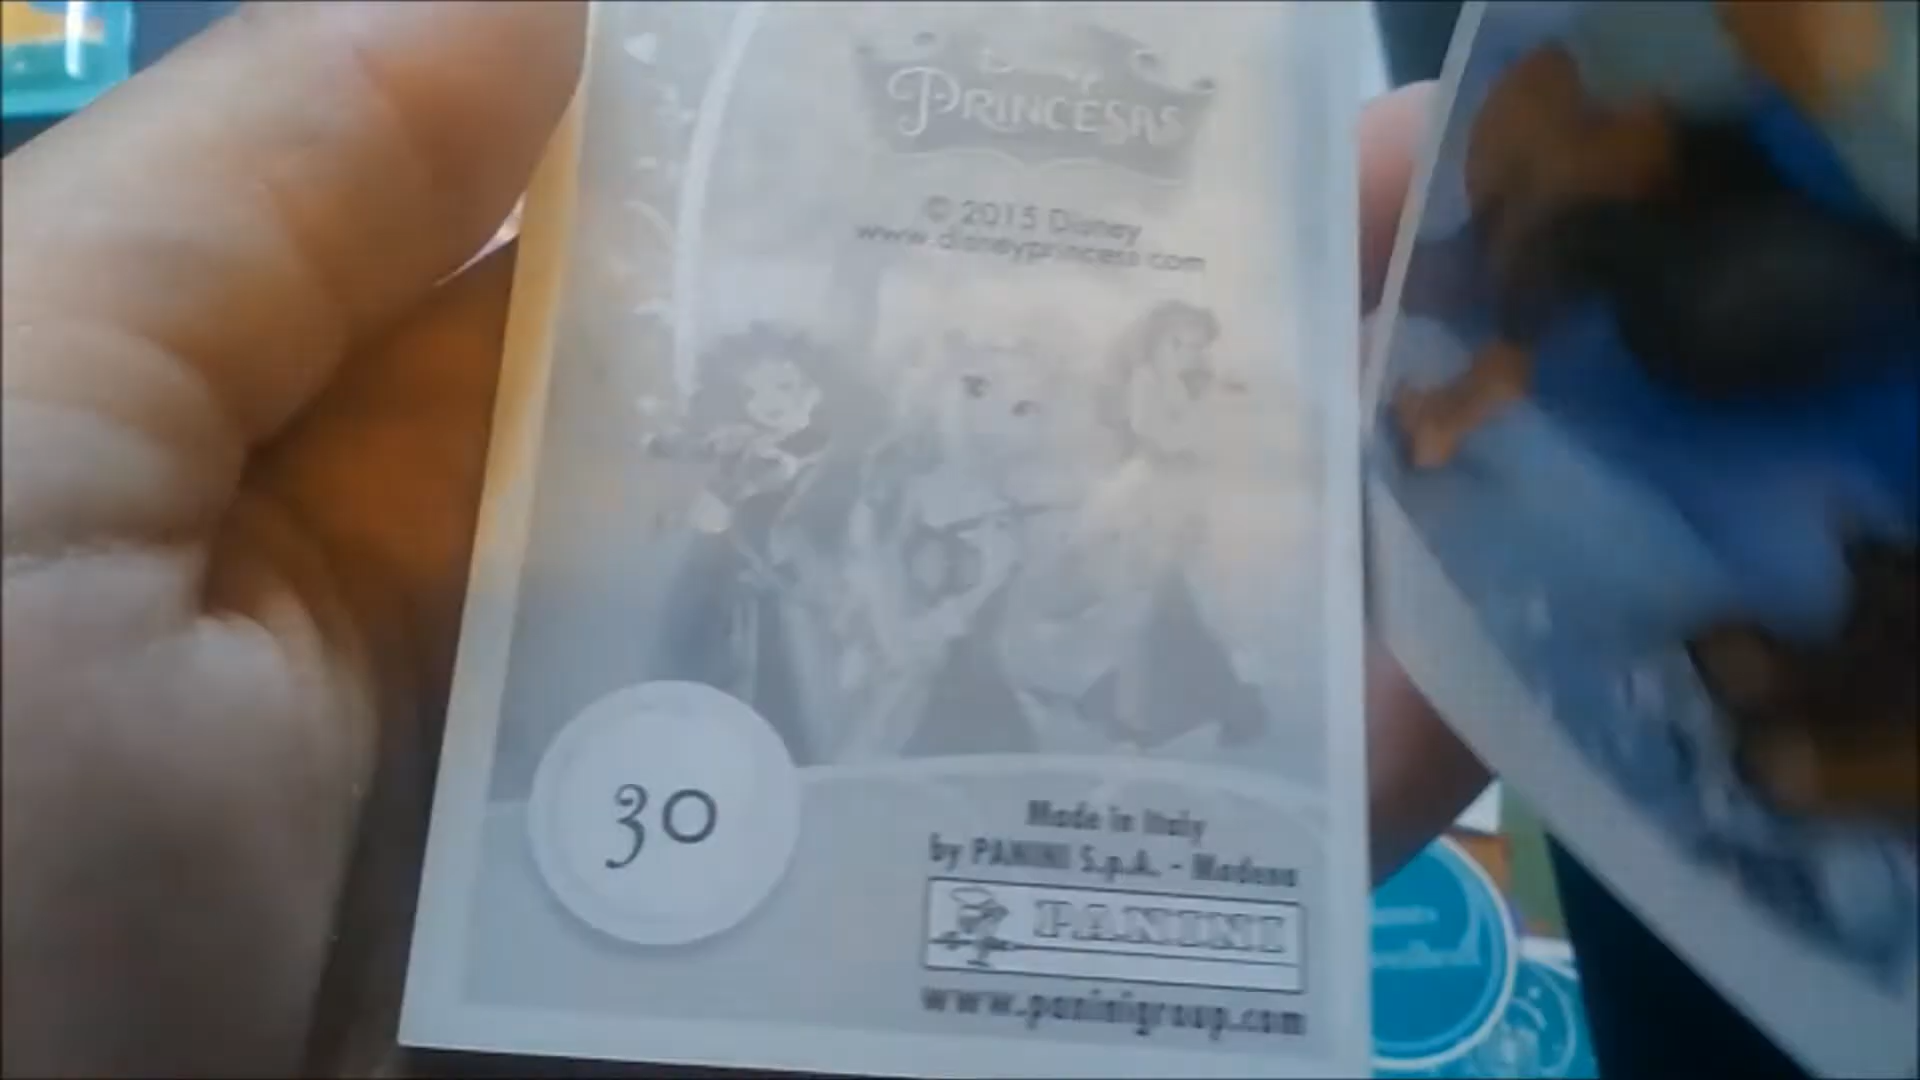 Disney
PRINCESAS
© 2015 Disney
www.disneyprincess.com
30
Made in Italy
by PANINI S.p.A. - Modena
PANINI
www.paninigroup.com